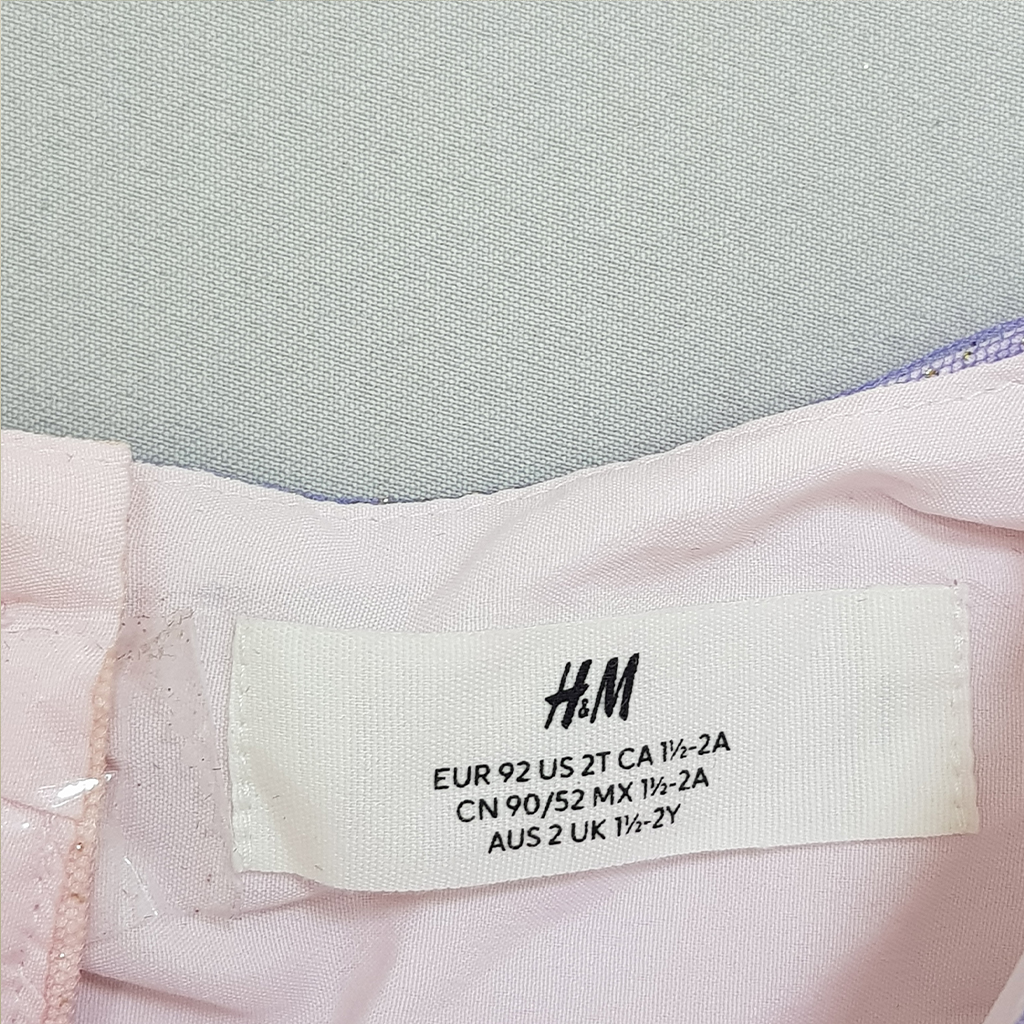 H&M
EUR 92 US 2T CA 1½-2A
CN 90/52 MX 1½-2A
AUS 2 UK 1½-2Y